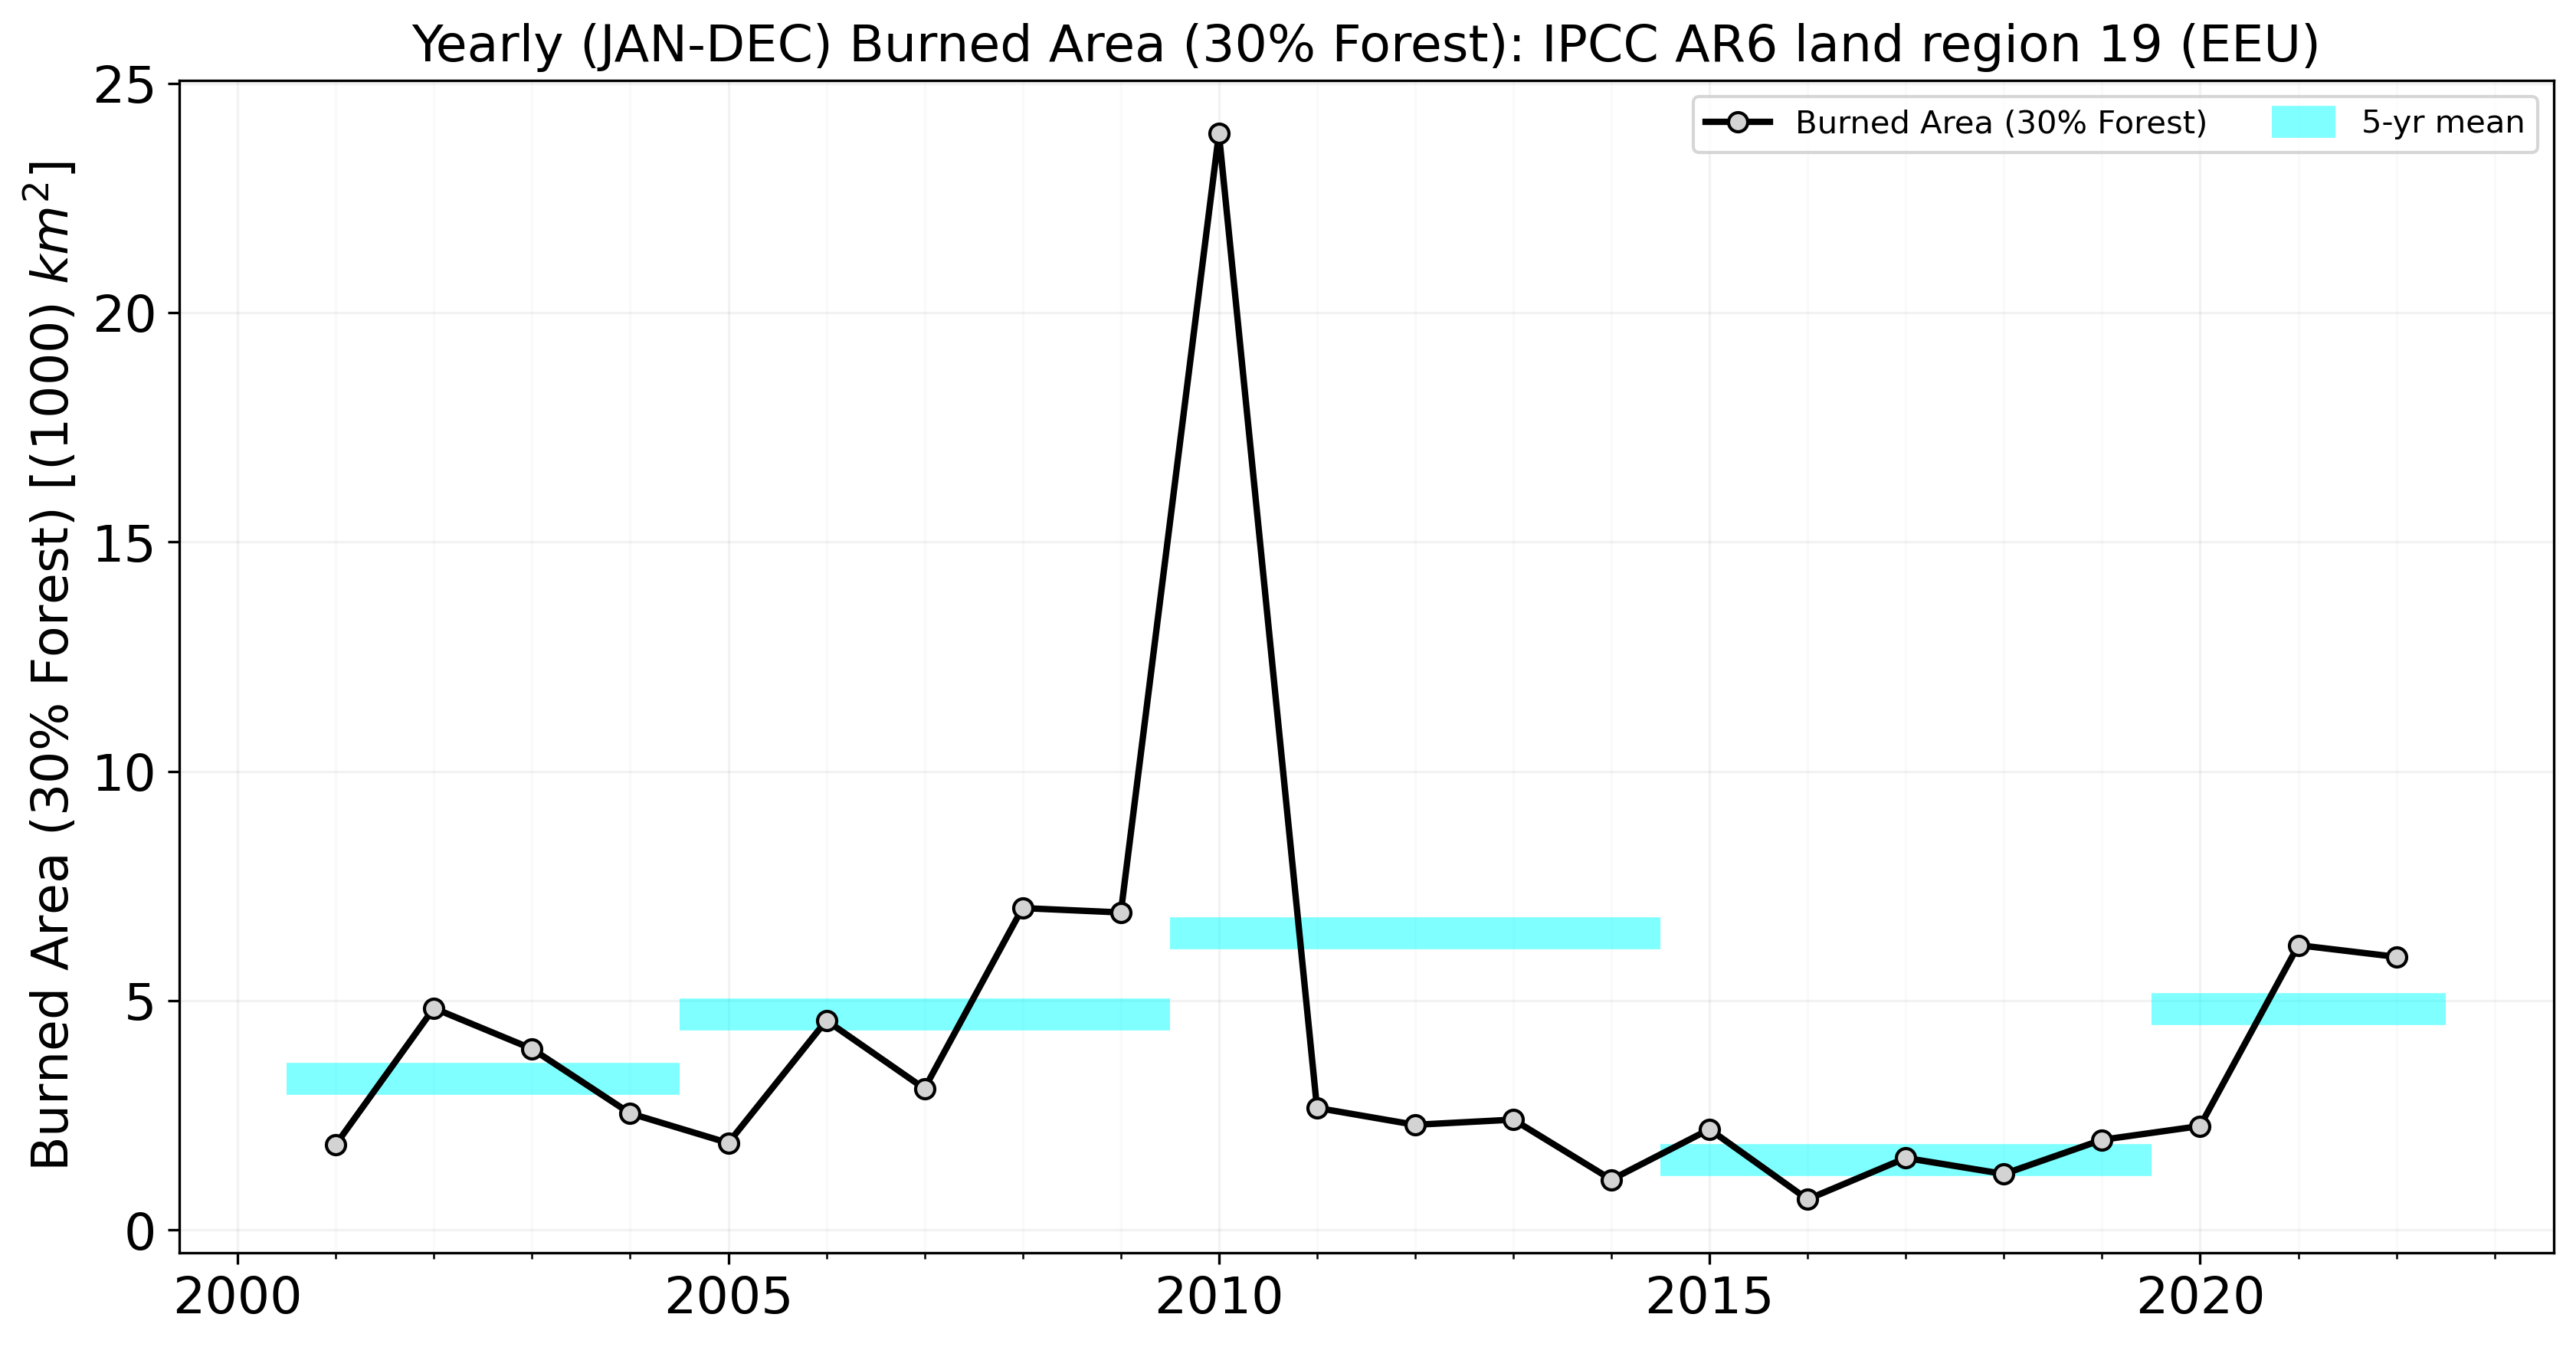 Yearly (JAN-DEC) Burned Area (30% Forest): IPCC AR6 land region 19 (EEU)
Burned Area (30% Forest) [(1000) km²]
25
20
15
10
5
0
Burned Area (30% Forest)
5-yr mean
2000
2005
2010
2015
2020